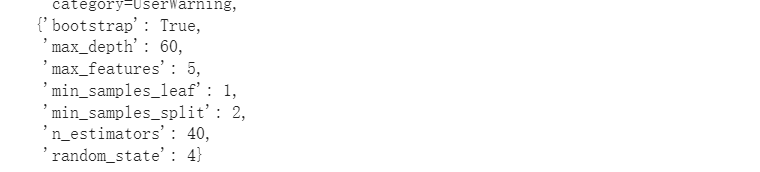 category=UserWarning,
{'bootstrap': True,
'max_depth': 60,
'max_features': 5,
'min_samples_leaf': 1,
'min_samples_split': 2,
'n_estimators': 40,
'random_state': 4}